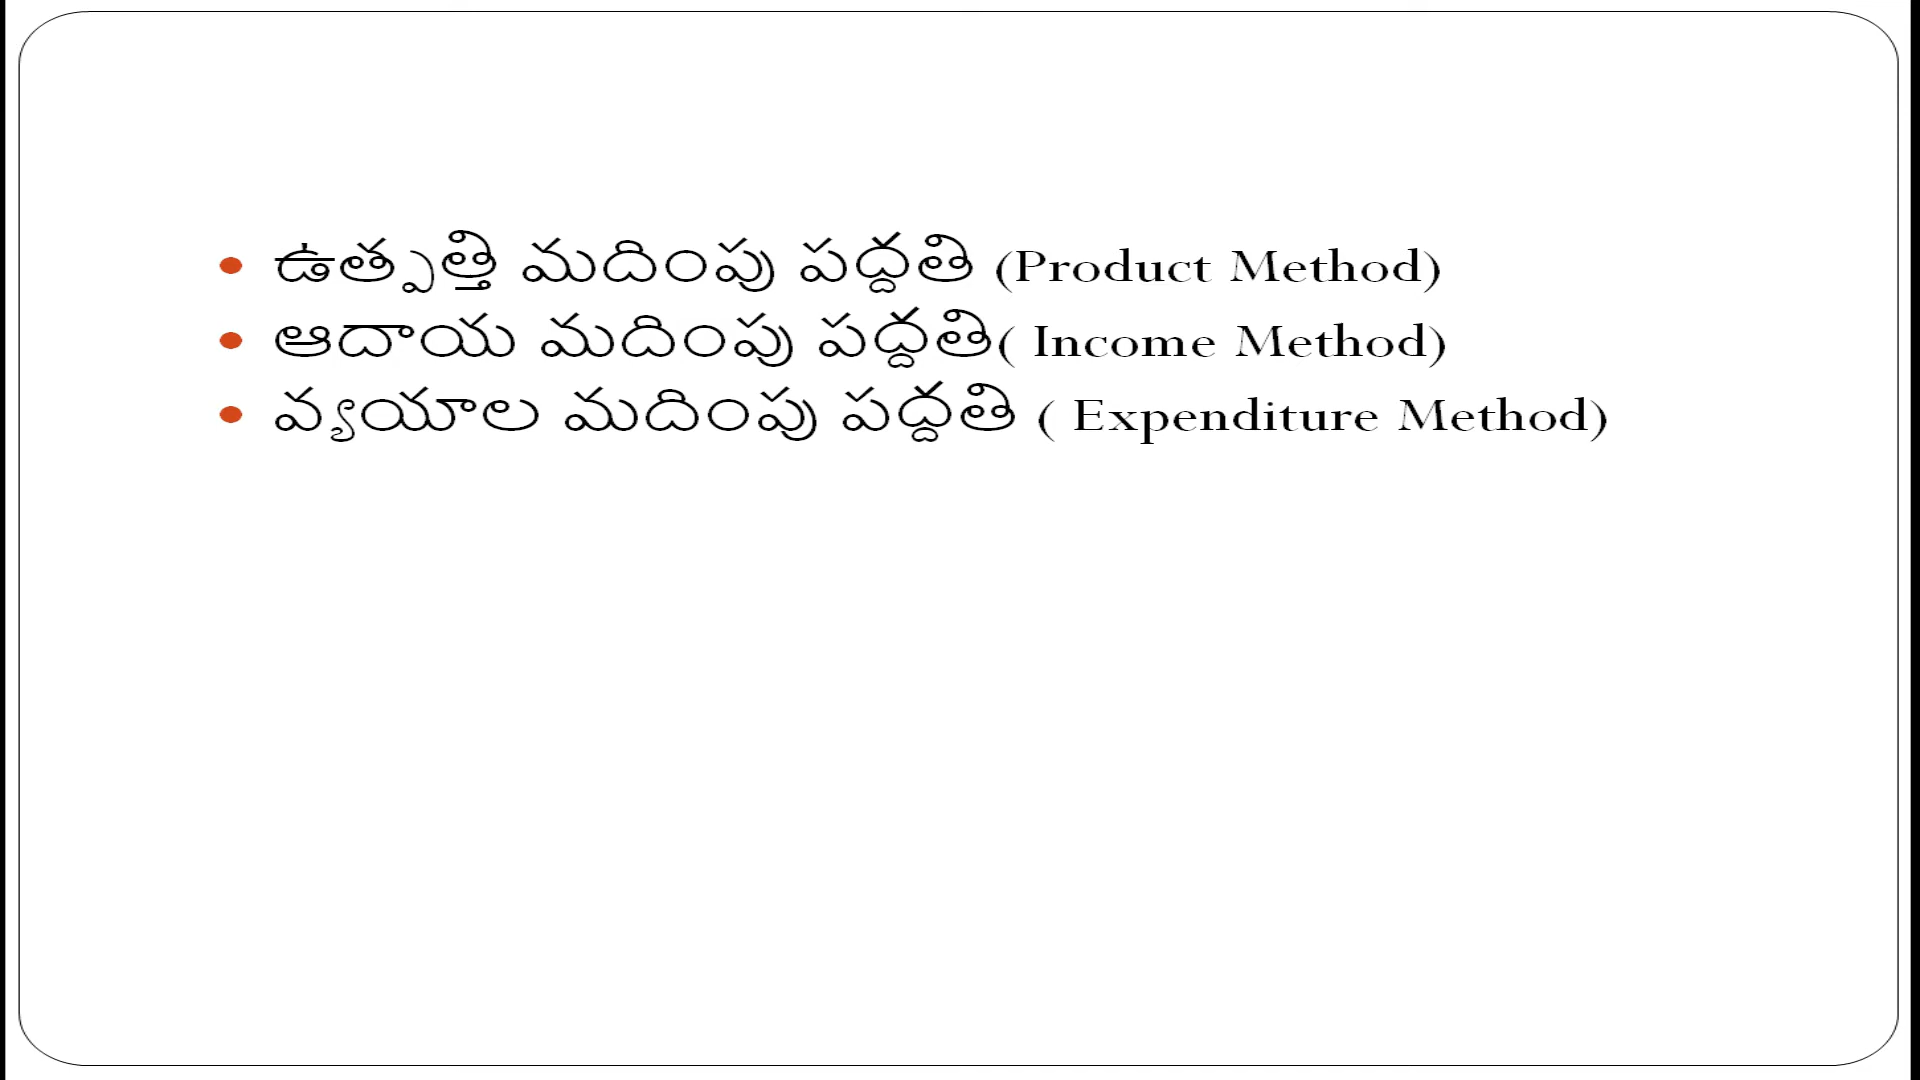 • ఉత్పత్తి మదింపు పద్ధతి (Product Method)
• ఆదాయ మదింపు పద్ధతి( Income Method)
• వ్యయాల మదింపు పద్ధతి ( Expenditure Method)